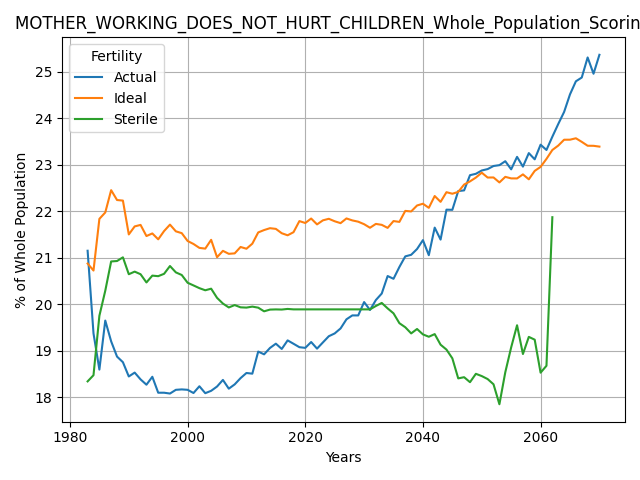 MOTHER_WORKING_DOES_NOT_HURT_CHILDREN_Whole_Population_Scorin
Fertility
Actual
Ideal
Sterile
% of Whole Population
25
24
23
22
21
20
19
18
1980
2000
2020
2040
2060
Years